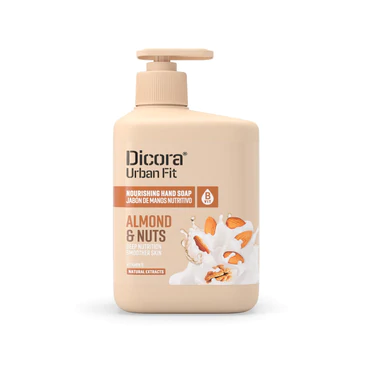 Dicora®
Urban Fit
NOURISHING HAND SOAP
JABÓN DE MANOS NUTRITIVO
B
ALMOND
& NUTS
DEEP NUTRITION
SMOOTHER SKIN
NATURAL EXTRACTS